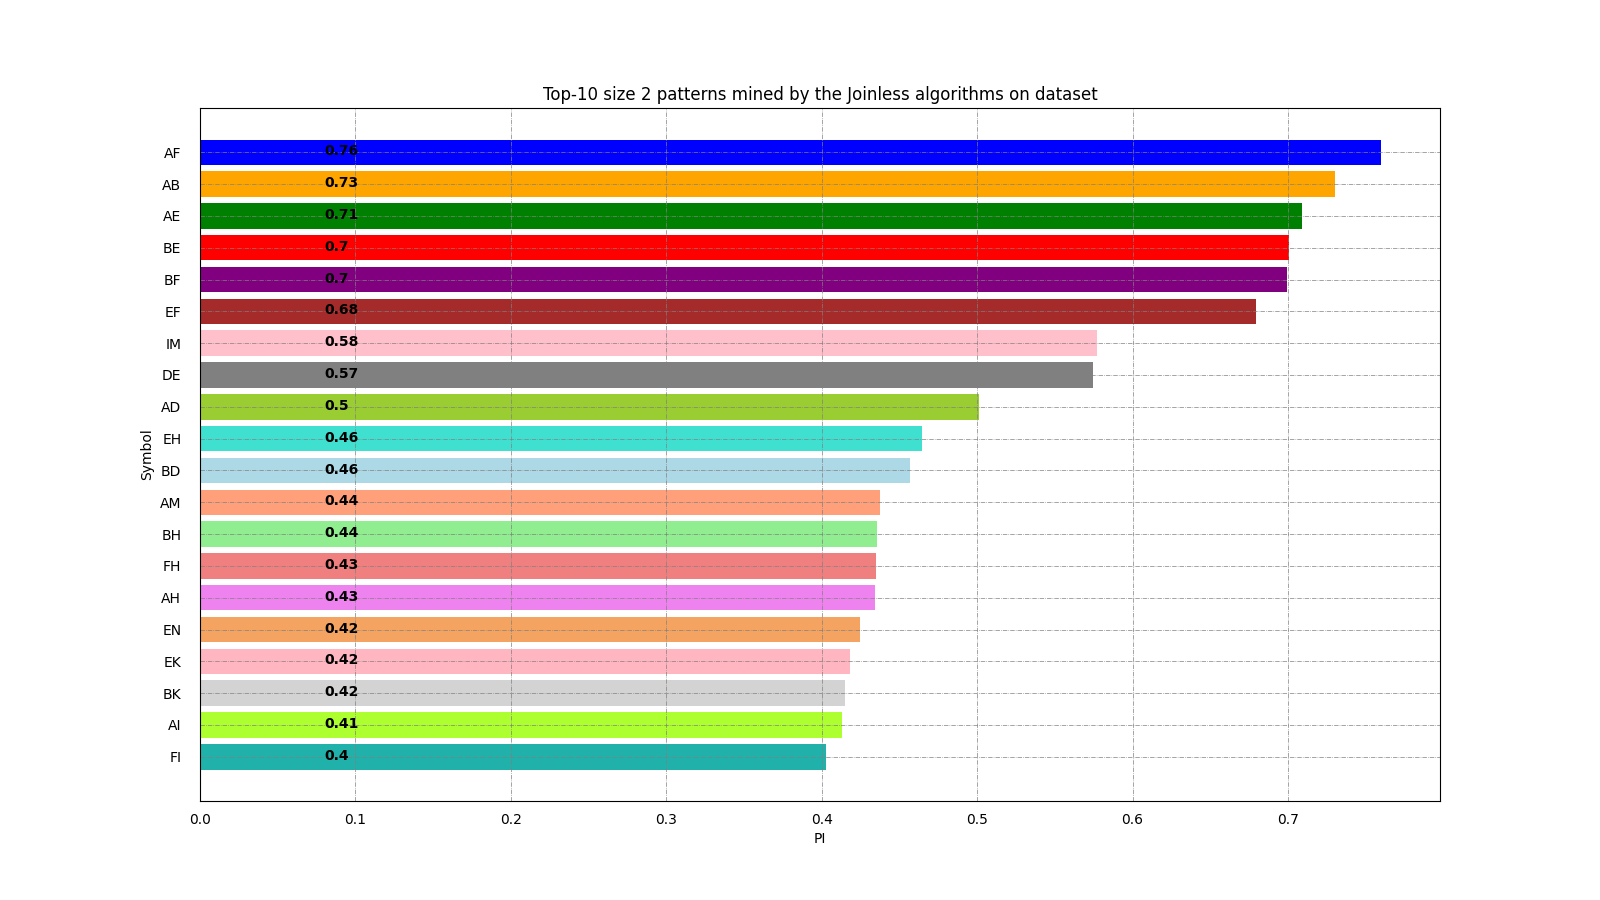 Top-10 size 2 patterns mined by the Joinless algorithms on dataset
AF 0.76
AB 0.73
AE 0.71
BE 0.7
BF 0.7
EF 0.68
IM 0.58
DE 0.57
AD 0.5
EH 0.46
Symbol
BD 0.46
AM 0.44
BH 0.44
FH 0.43
AH 0.43
EN 0.42
EK 0.42
BK 0.42
AI 0.41
FI 0.4
0.0 0.1 0.2 0.3 0.4 0.5 0.6 0.7
PI